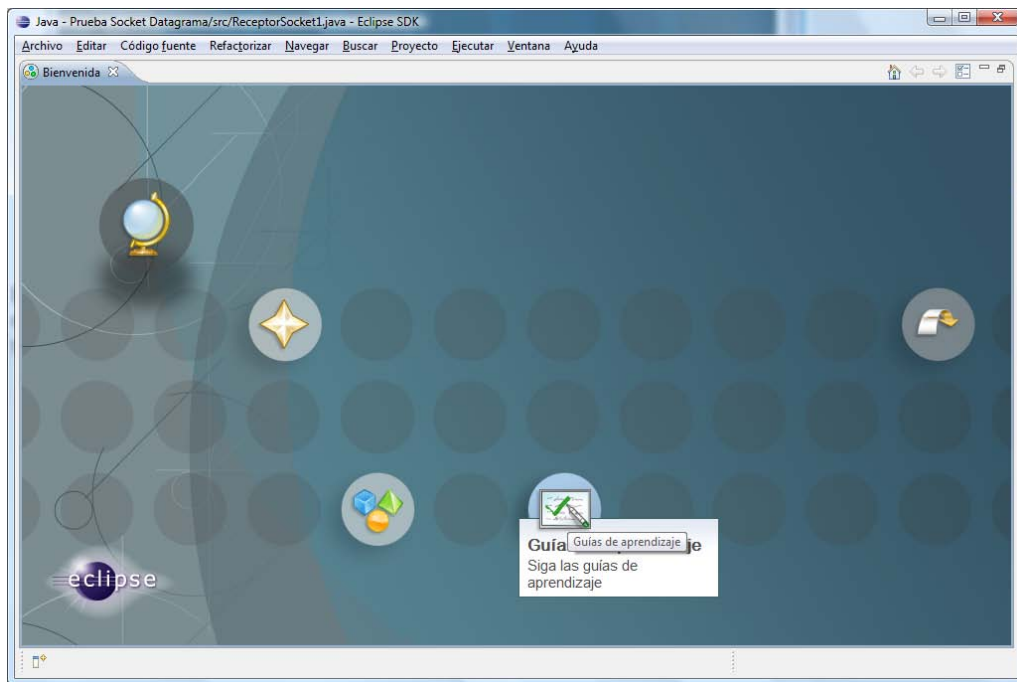 Java - Prueba Socket Datagrama/src/ReceptorSocket1.java - Eclipse SDK
Archivo Editar Código fuente Refactorizar Navegar Buscar Proyecto Ejecutar Ventana Ayuda
Bienvenida
Guías de aprendizaje
Siga las guías de
aprendizaje
eclipse